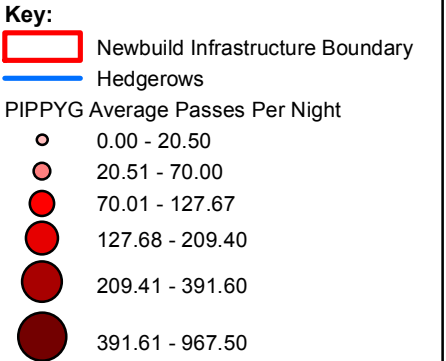 Key:
Newbuild Infrastructure Boundary
Hedgerows
PIPPYG Average Passes Per Night
0.00 - 20.50
20.51 - 70.00
70.01 - 127.67
127.68 - 209.40
209.41 - 391.60
391.61 - 967.50